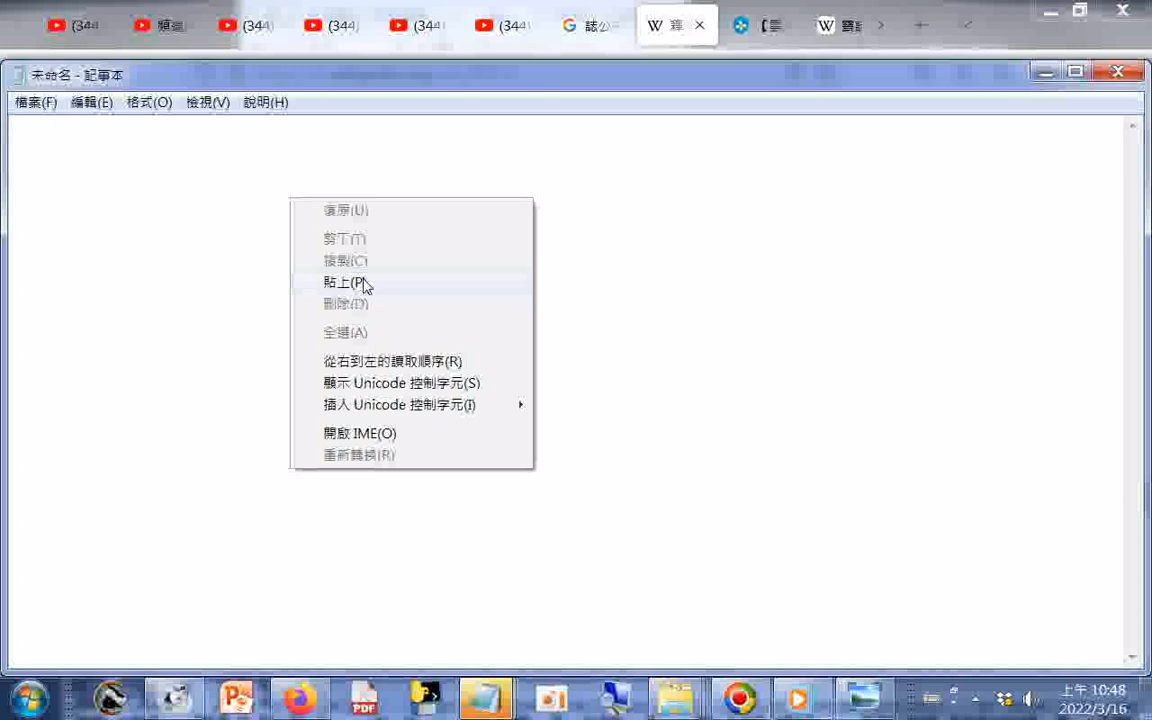 (344
(344)
(344)
(344
(344
未命名 - 記事本
檔案(F) 編輯(E) 格式(O) 檢視(V) 說明(H)
復原(U)
剪下(T)
複製(C)
貼上(P)
刪除(D)
全選(A)
從右到左的讀取順序(R)
顯示 Unicode 控制字元(S)
插入 Unicode 控制字元(I)
開啟 IME(O)
重新轉換(R)
PDF
上午 10:48
2022/3/16